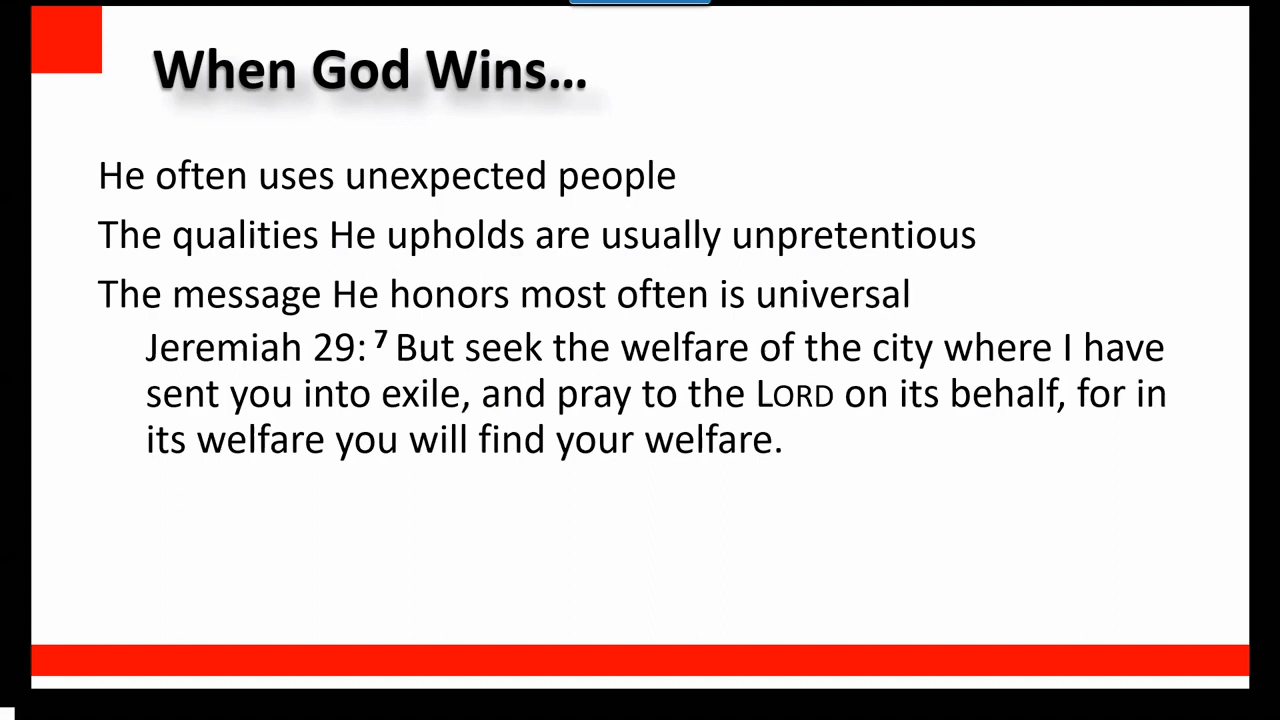 When God Wins...
He often uses unexpected people
The qualities He upholds are usually unpretentious
The message He honors most often is universal
Jeremiah 29: ⁷ But seek the welfare of the city where I have
sent you into exile, and pray to the LORD on its behalf, for in
its welfare you will find your welfare.